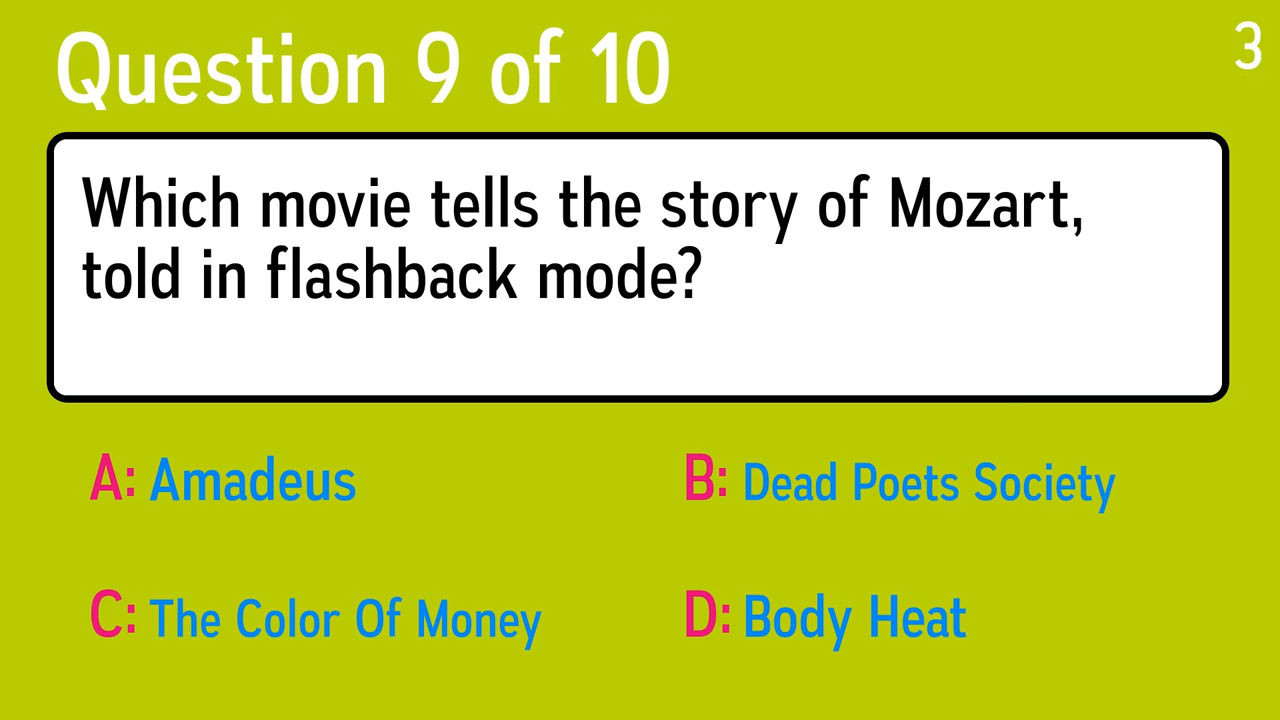 Question 9 of 10
3
Which movie tells the story of Mozart,
told in flashback mode?
A: Amadeus
B: Dead Poets Society
C: The Color Of Money
D: Body Heat